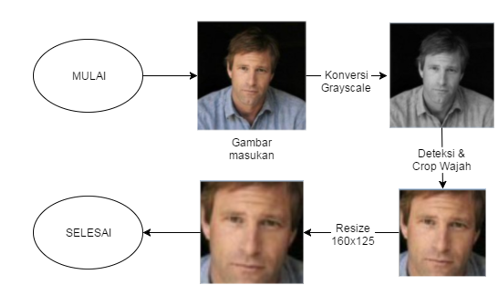 MULAI
Gambar
masukan
Konversi
Grayscale
Deteksi &
Crop Wajah
Resize
160x125
SELESAI